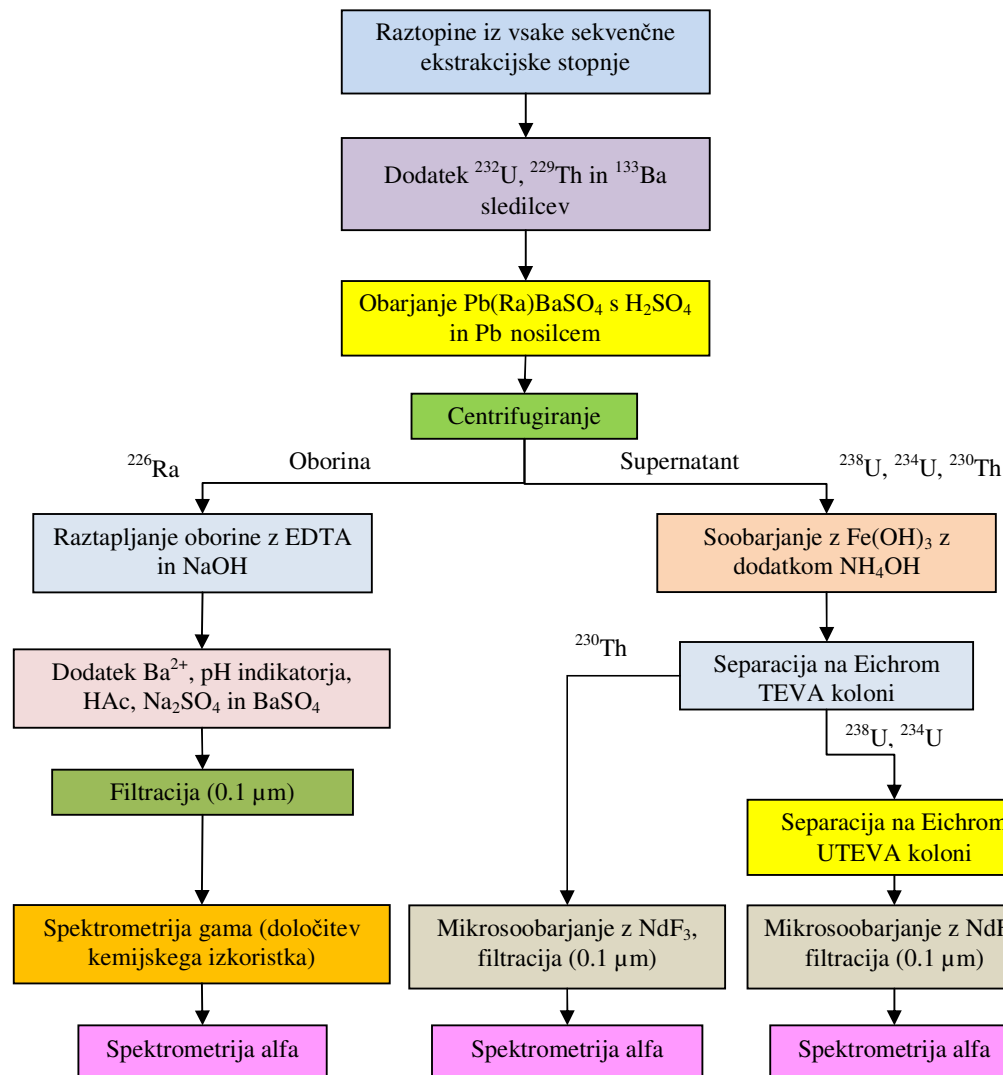 Raztopine iz vsake sekvenčne
ekstrakcijske stopnje
Dodatek ²³²U, ²²⁹Th in ¹³³Ba
sledilcev
Obarjanje Pb(Ra)BaSO₄ s H₂SO₄
in Pb nosilcem
Centrifugiranje
²²⁶Ra
Oborina
Supernatant
²³⁸U, ²³⁴U, ²³⁰Th
Raztapljanje oborine z EDTA
in NaOH
Soobarjanje z Fe(OH)₃ z
dodatkom NH₄OH
Dodatek Ba²⁺, pH indikatorja,
HAc, Na₂SO₄ in BaSO₄
²³⁰Th
Separacija na Eichrom
TEVA koloni
²³⁸U, ²³⁴U
Filtracija (0.1 µm)
Separacija na Eichrom
UTEVA koloni
Spektrometrija gama (določitev
kemijskega izkoristka)
Mikrosoobarjanje z NdF₃,
filtracija (0.1 µm)
Mikrosoobarjanje z NdF
filtracija (0.1 µm)
Spektrometrija alfa
Spektrometrija alfa
Spektrometrija alfa